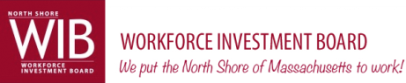 NORTH SHORE
WIB
WORKFORCE
INVESTMENT BOARD
WORKFORCE INVESTMENT BOARD
We put the North Shore of Massachusetts to work!